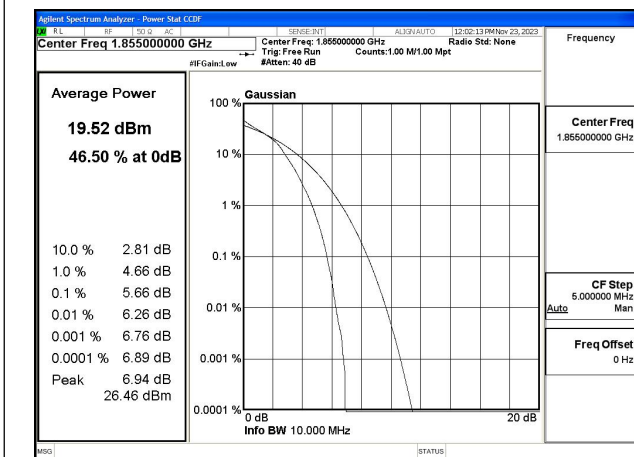 Agilent Spectrum Analyzer - Power Stat CCDF
RL RF 50 Ω AC SENSE:INT ALIGNAUTO 12:02:13 PM Nov 23, 2023
Center Freq 1.855000000 GHz
Center Freq: 1.855000000 GHz Radio Std: None
Trig: Free Run Counts:1.00 M/1.00 Mpt
#IFGain:Low #Atten: 40 dB
Frequency
Average Power
19.52 dBm
46.50 % at 0dB
10.0 % 2.81 dB
1.0 % 4.66 dB
0.1 % 5.66 dB
0.01 % 6.26 dB
0.001 % 6.76 dB
0.0001 % 6.89 dB
Peak 6.94 dB
26.46 dBm
Gaussian
100 %
10 %
1 %
0.1 %
0.01 %
0.001 %
0.0001 %
0 dB 20 dB
Info BW 10.000 MHz
Center Freq
1.855000000 GHz
CF Step
5.000000 MHz
Auto Man
Freq Offset
0 Hz
MSG STATUS